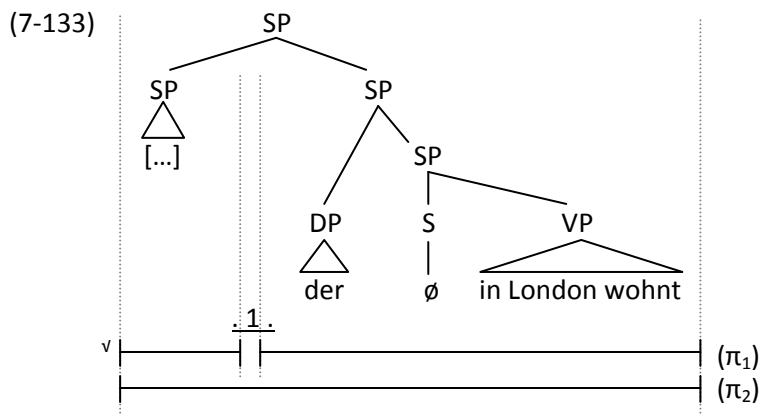 (7-133) SP
SP SP
[...] SP
DP S VP
der ø in London wohnt
. 1 .
√ (π₁)
(π₂)